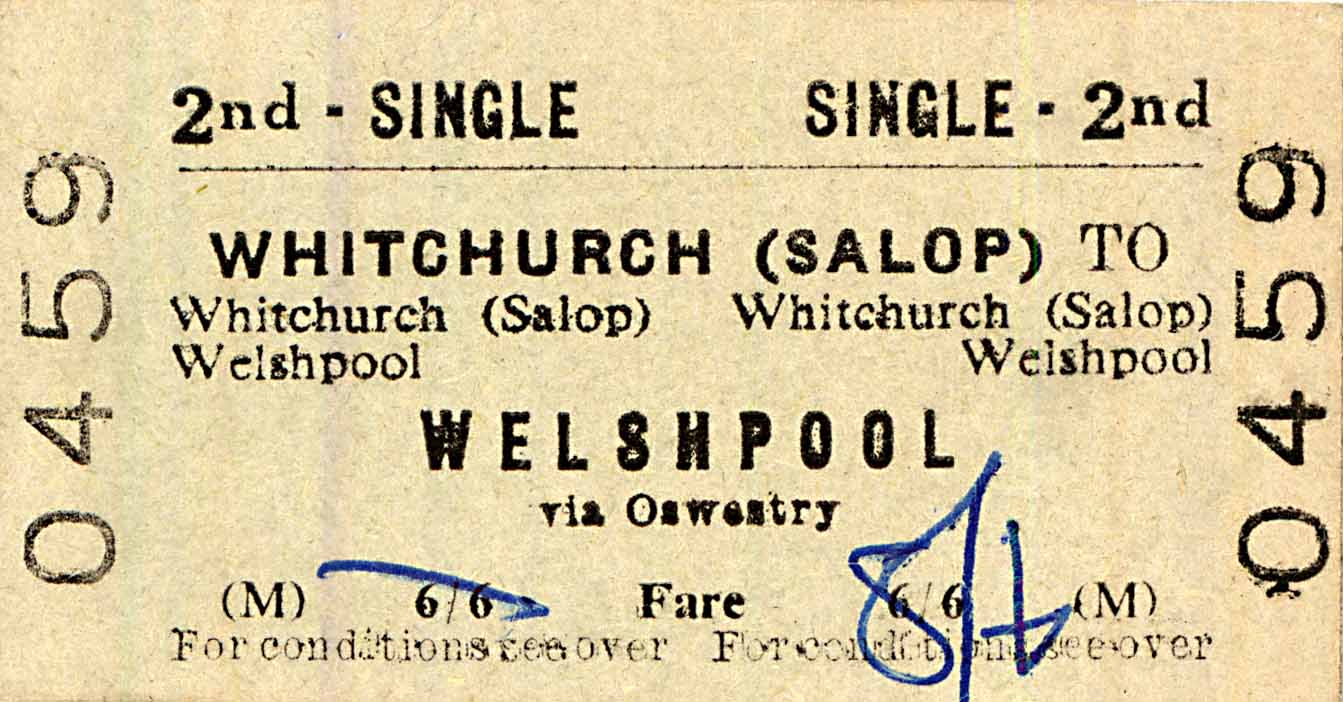 2nd - SINGLE SINGLE - 2nd
WHITCHURCH (SALOP) TO
Whitchurch (Salop) Whitchurch (Salop)
Welshpool Welshpool
WELSHPOOL
via Oswestry
(M) 6/6 Fare 6/6 (M)
For conditions see over For conditions see over
0459
0459